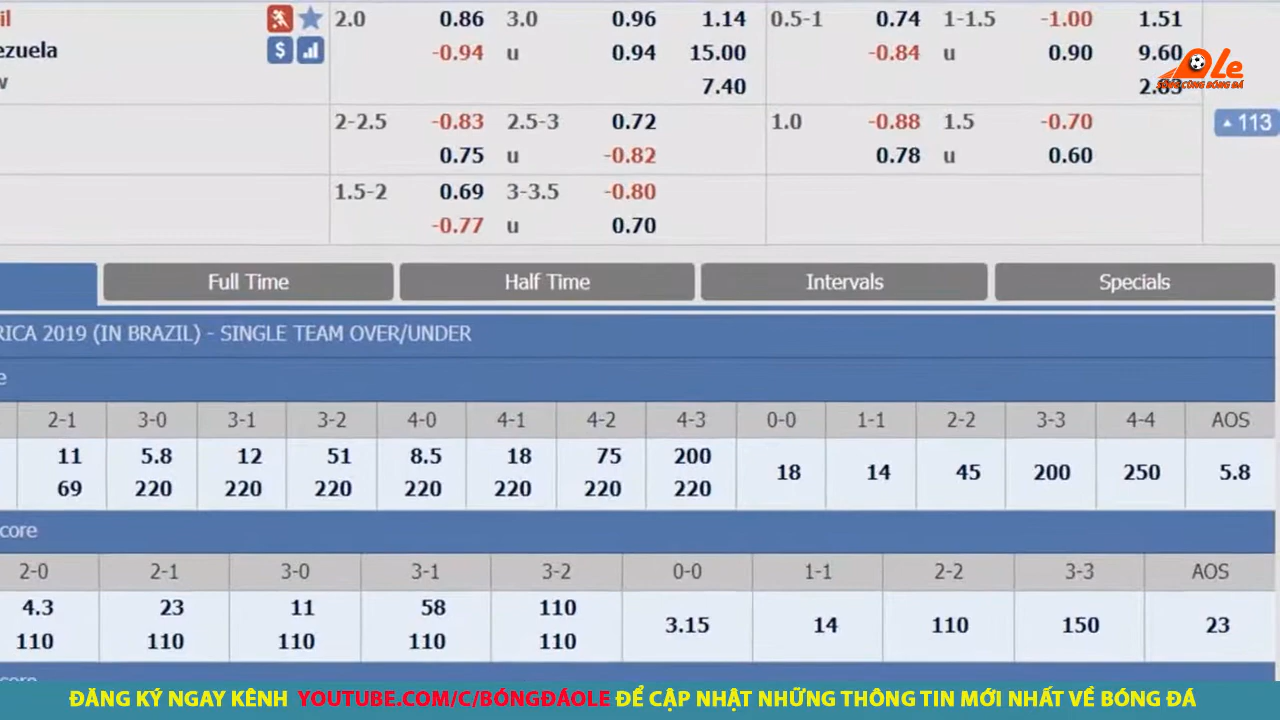 il 2.0 0.86 3.0 0.96 1.14 0.5-1 0.74 1-1.5 -1.00 1.51
ezuela $ -0.94 u 0.94 15.00 -0.84 u 0.90 9.60
w 7.40
OLe
SỐNG CÙNG BÓNG ĐÁ
2-2.5 -0.83 2.5-3 0.72 1.0 -0.88 1.5 -0.70 113
0.75 u -0.82 0.78 u 0.60
1.5-2 0.69 3-3.5 -0.80
-0.77 u 0.70
Full Time Half Time Intervals Specials
RICA 2019 (IN BRAZIL) - SINGLE TEAM OVER/UNDER
e
2-1 3-0 3-1 3-2 4-0 4-1 4-2 4-3 0-0 1-1 2-2 3-3 4-4 AOS
11 5.8 12 51 8.5 18 75 200
18 14 45 200 250 5.8
69 220 220 220 220 220 220 220
core
2-0 2-1 3-0 3-1 3-2 0-0 1-1 2-2 3-3 AOS
4.3 23 11 58 110
3.15 14 110 150 23
110 110 110 110 110
core
ĐĂNG KÝ NGAY KÊNH YOUTUBE.COM/C/BÓNGĐÁOLE ĐỂ CẬP NHẬT NHỮNG THÔNG TIN MỚI NHẤT VỀ BÓNG ĐÁ